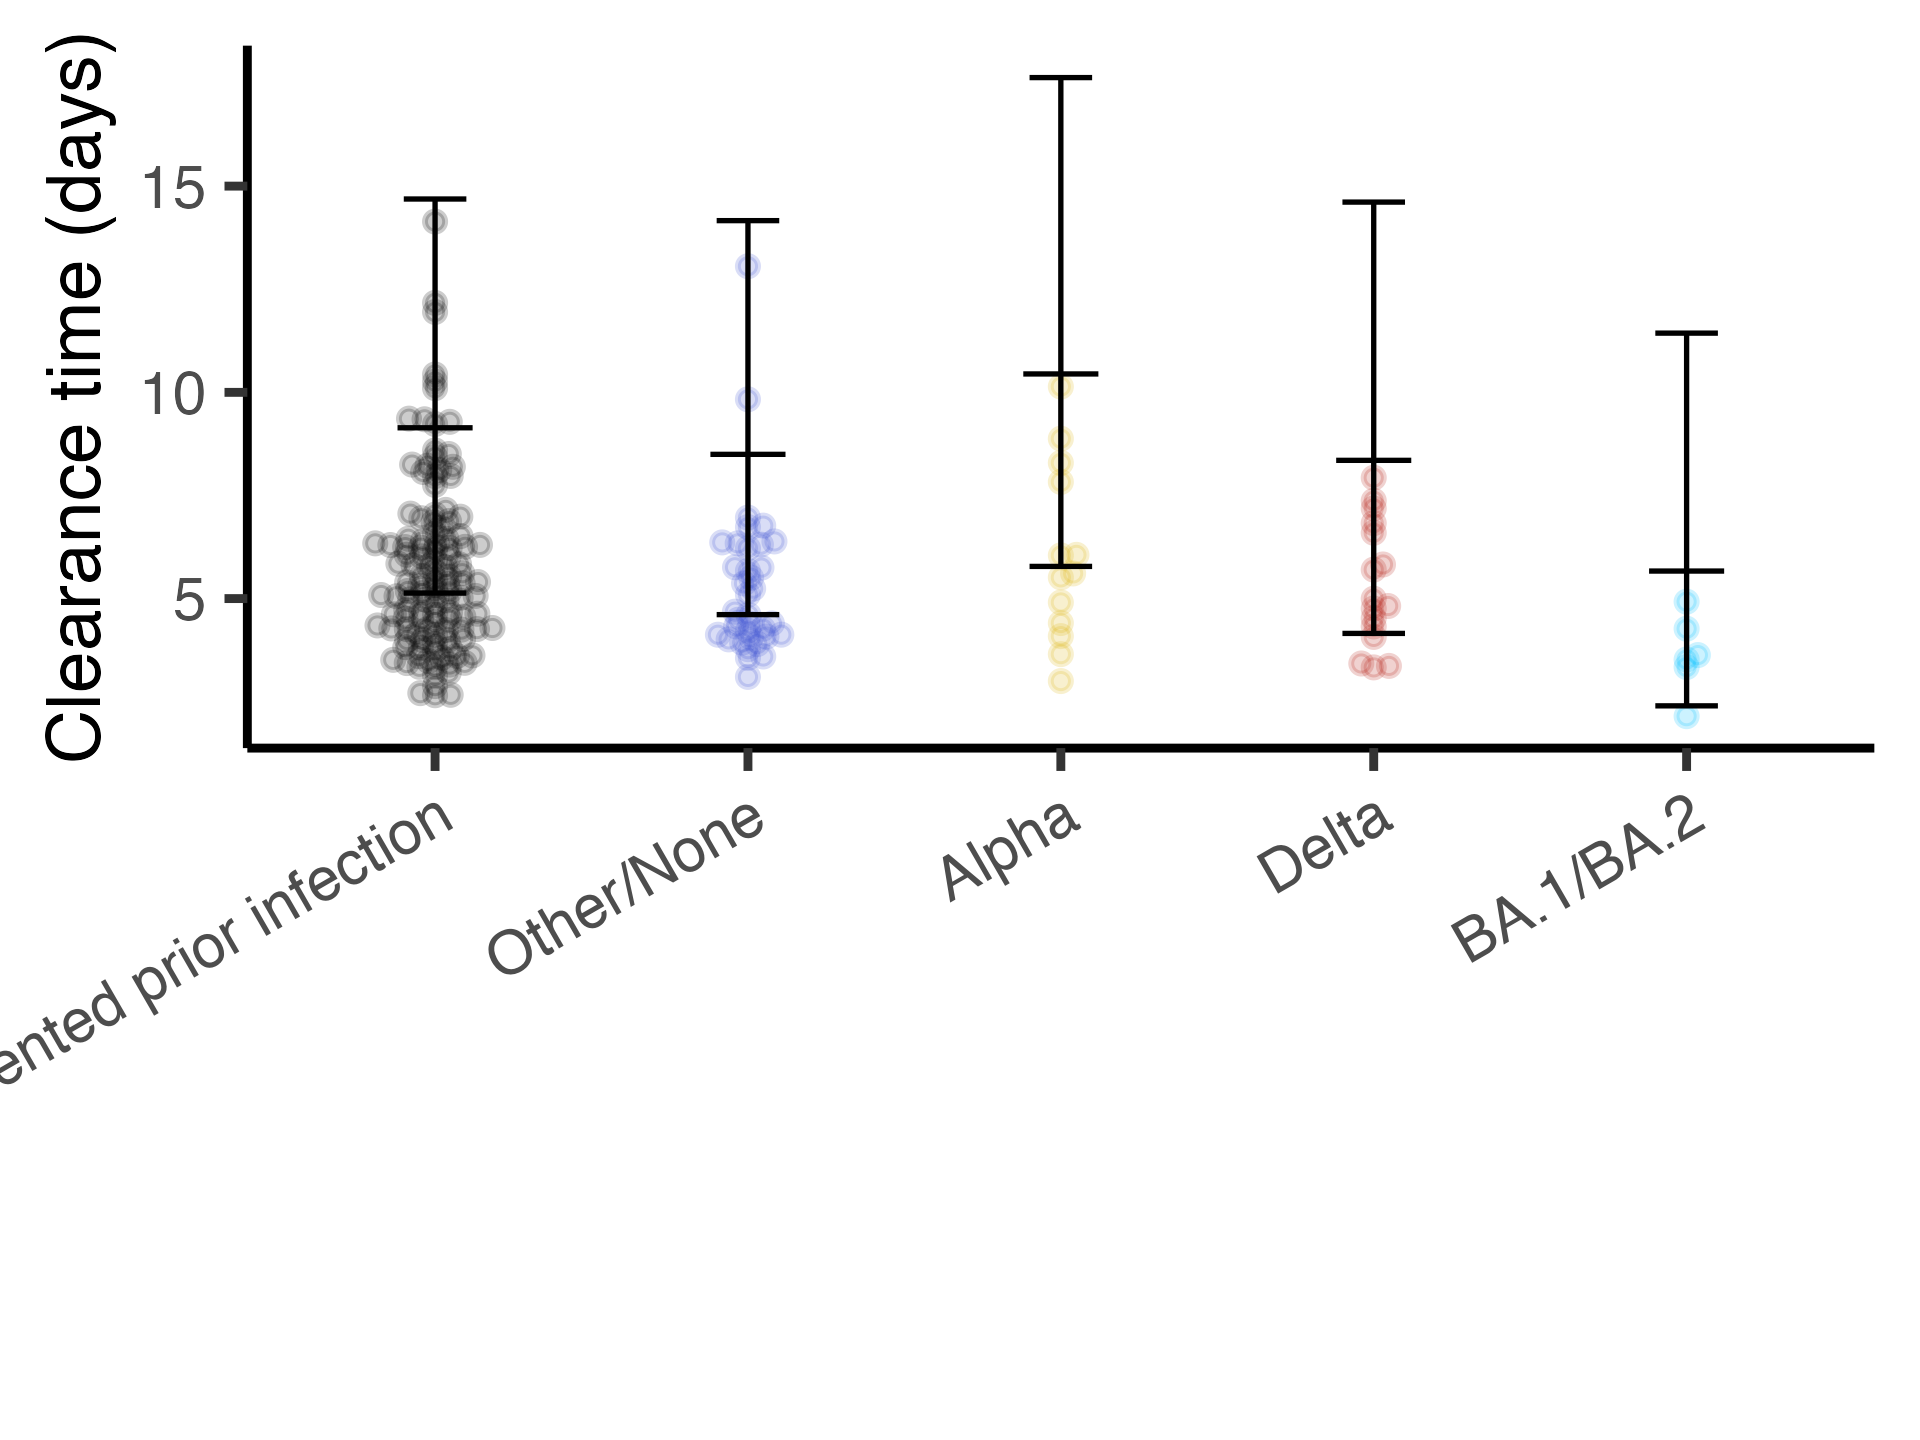 Clearance time (days)
15
10
5
ented prior infection
Other/None
Alpha
Delta
BA.1/BA.2